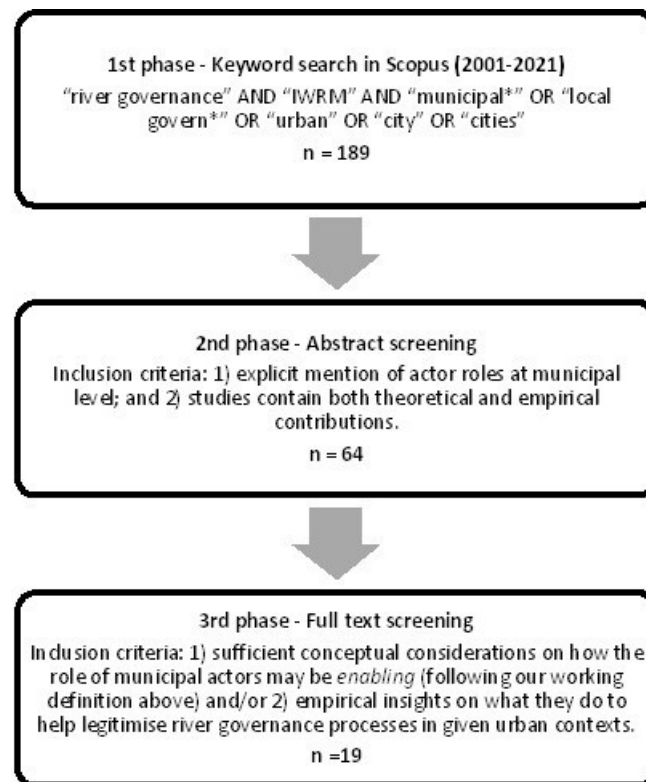 1st phase - Keyword search in Scopus (2001-2021)
“river governance” AND “IWRM” AND “municipal*” OR “local
govern*” OR “urban” OR “city” OR “cities”
n = 189
2nd phase - Abstract screening
Inclusion criteria: 1) explicit mention of actor roles at municipal
level; and 2) studies contain both theoretical and empirical
contributions.
n = 64
3rd phase - Full text screening
Inclusion criteria: 1) sufficient conceptual considerations on how the
role of municipal actors may be enabling (following our working
definition above) and/or 2) empirical insights on what they do to
help legitimise river governance processes in given urban contexts.
n =19